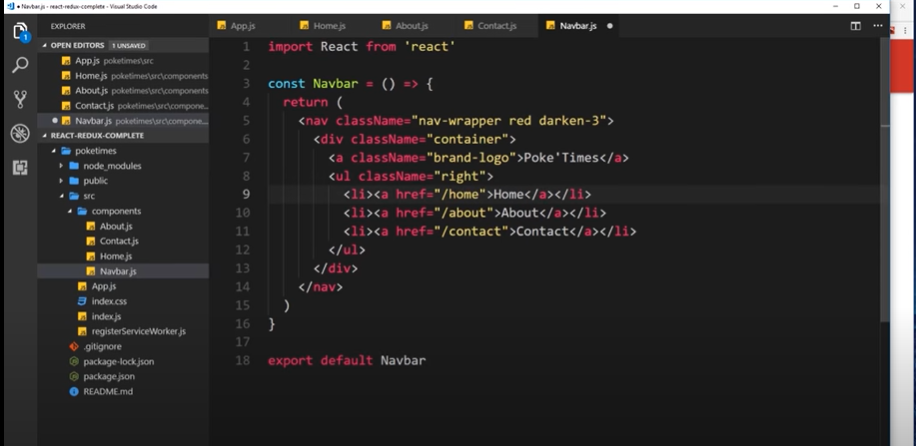 Navbar.js - react-redux-complete - Visual Studio Code
EXPLORER
OPEN EDITORS 1 UNSAVED
App.js poketimes\src
Home.js poketimes\src\components
About.js poketimes\src\components
Contact.js poketimes\src\compone...
Navbar.js poketimes\src\compone...
REACT-REDUX-COMPLETE
poketimes
node_modules
public
src
components
About.js
Contact.js
Home.js
Navbar.js
App.js
index.css
index.js
registerServiceWorker.js
.gitignore
package-lock.json
package.json
README.md
1
App.js Home.js About.js Contact.js Navbar.js
1 import React from 'react'
2
3 const Navbar = () => {
4 return (
5 <nav className="nav-wrapper red darken-3">
6 <div className="container">
7 <a className="brand-logo">Poke'Times</a>
8 <ul className="right">
9 <li><a href="/home">Home</a></li>
10 <li><a href="/about">About</a></li>
11 <li><a href="/contact">Contact</a></li>
12 </ul>
13 </div>
14 </nav>
15 )
16 }
17
18 export default Navbar